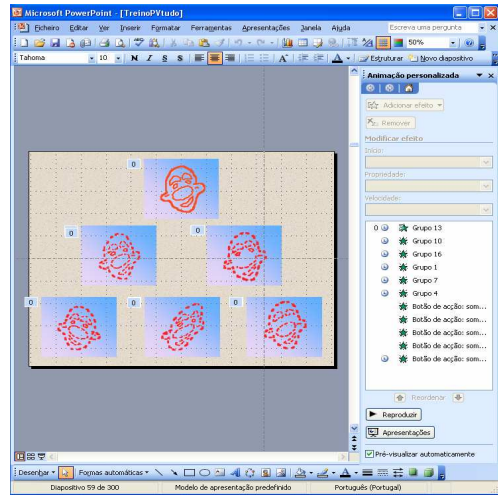 Microsoft PowerPoint - [TreinoPVtudo]
Ficheiro Editar Ver Inserir Formatar Ferramentas Apresentações Janela Ajuda Escreva uma pergunta
50%
Tahoma 10 N I S S A Estruturar Novo diapositivo
Animação personalizada
Adicionar efeito
Remover
Modificar efeito
Início:
Propriedade:
Velocidade:
0
0 0
0 0 0
0 Grupo 13
Grupo 10
Grupo 16
Grupo 1
Grupo 7
Grupo 4
Botão de acção: som...
Botão de acção: som...
Botão de acção: som...
Botão de acção: som...
Botão de acção: som...
Reordenar
Reproduzir
Apresentações
Pré-visualizar automaticamente
Desenhar Formas automáticas
Diapositivo 59 de 300 Modelo de apresentação predefinido Português (Portugal)